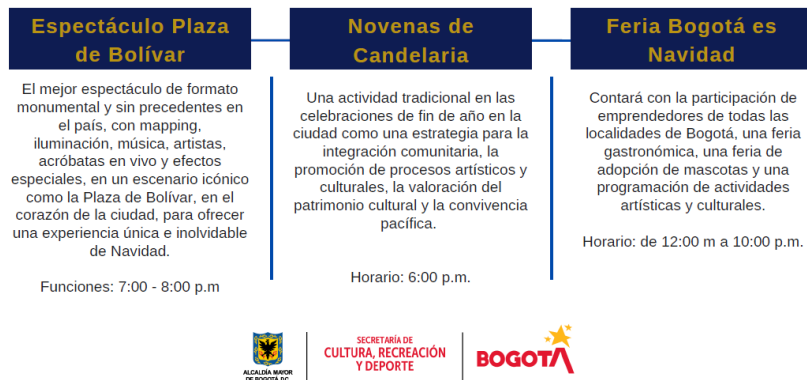 Espectáculo Plaza
de Bolívar
El mejor espectáculo de formato
monumental y sin precedentes en
el país, con mapping,
iluminación, música, artistas,
acróbatas en vivo y efectos
especiales, en un escenario icónico
como la Plaza de Bolívar, en el
corazón de la ciudad, para ofrecer
una experiencia única e inolvidable
de Navidad.
Funciones: 7:00 - 8:00 p.m
Novenas de
Candelaria
Una actividad tradicional en las
celebraciones de fin de año en la
ciudad como una estrategia para la
integración comunitaria, la
promoción de procesos artísticos y
culturales, la valoración del
patrimonio cultural y la convivencia
pacífica.
Horario: 6:00 p.m.
Feria Bogotá es
Navidad
Contará con la participación de
emprendedores de todas las
localidades de Bogotá, una feria
gastronómica, una feria de
adopción de mascotas y una
programación de actividades
artísticas y culturales.
Horario: de 12:00 m a 10:00 p.m.
ALCALDÍA MAYOR
DE BOGOTÁ D.C.
SECRETARÍA DE
CULTURA, RECREACIÓN
Y DEPORTE
BOGOTÁ